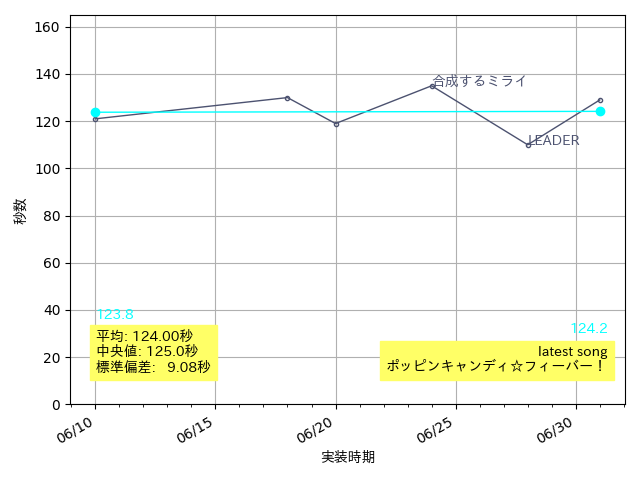 160
140
120
100
80
60
40
20
0
秒数
合成するミライ
LEADER
123.8
124.2
平均: 124.00秒
中央値: 125.0秒
標準偏差: 9.08秒
latest song
ポッピンキャンディ☆フィーバー！
06/10
06/15
06/20
06/25
06/30
実装時期